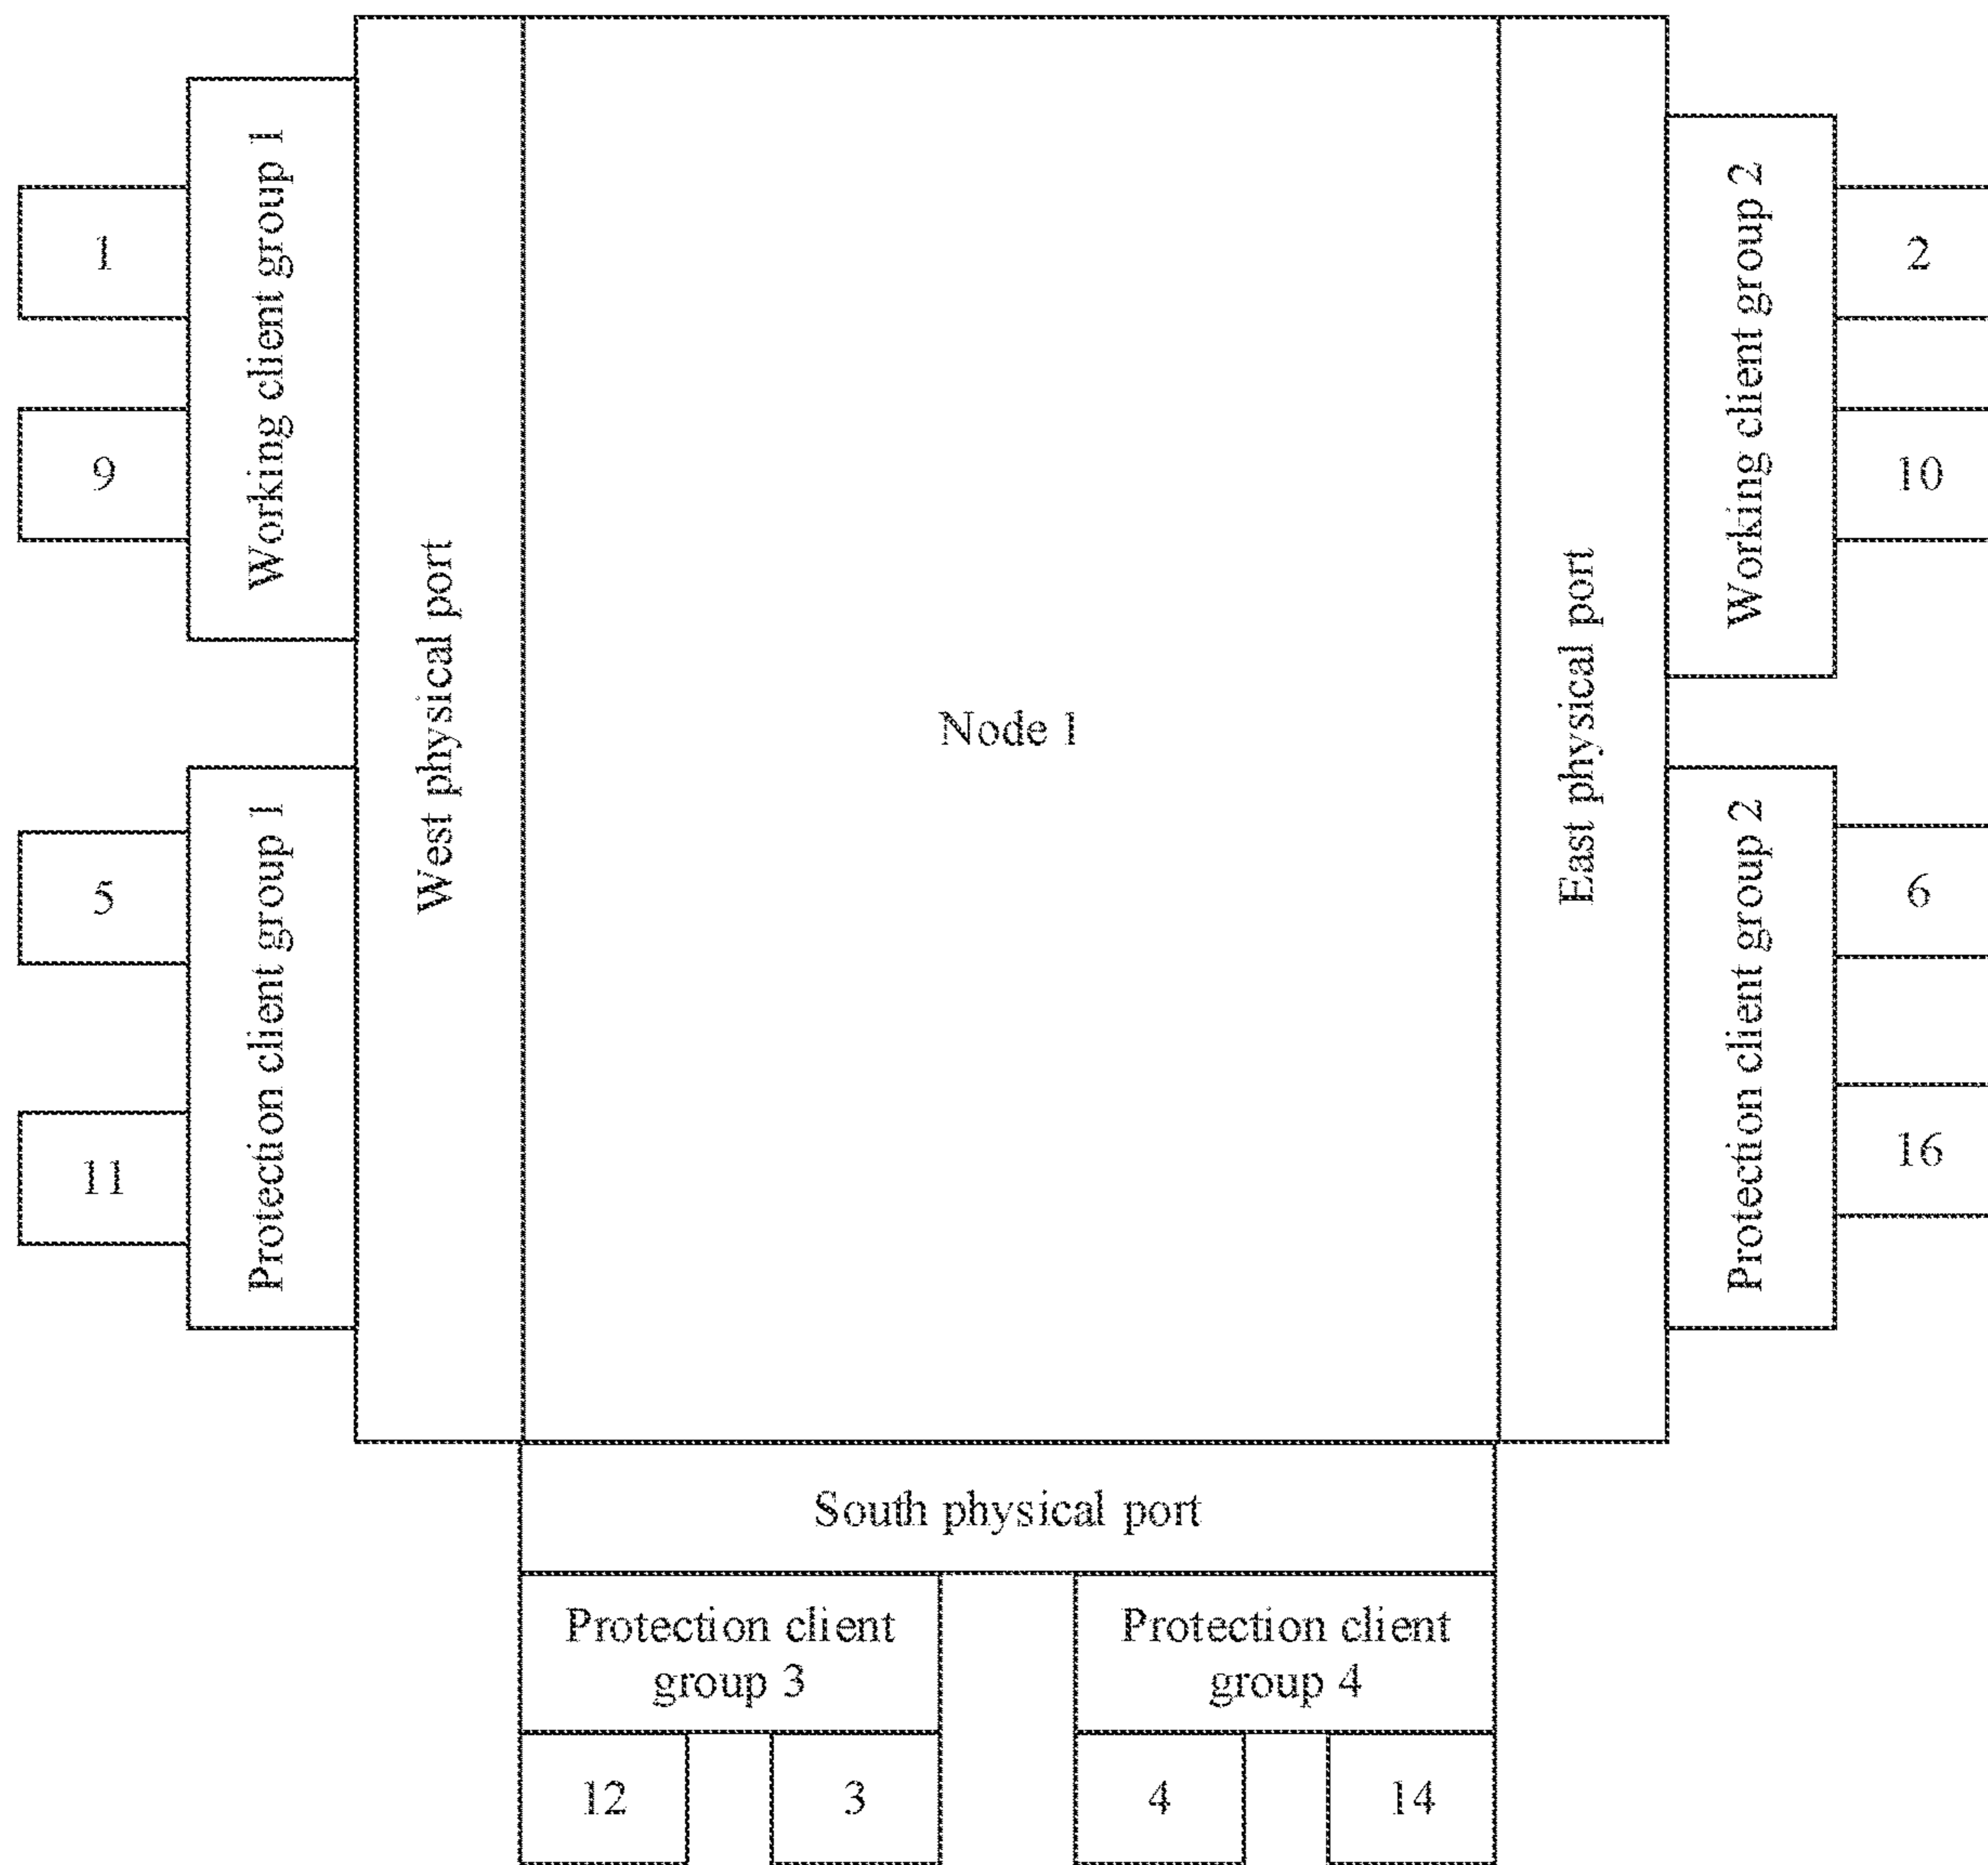 1
9
Working client group 1
5
11
Protection client group 1
West physical port
Node 1
East physical port
Working client group 2
2
10
Protection client group 2
6
16
South physical port
Protection client
group 3
12
3
Protection client
group 4
4
14